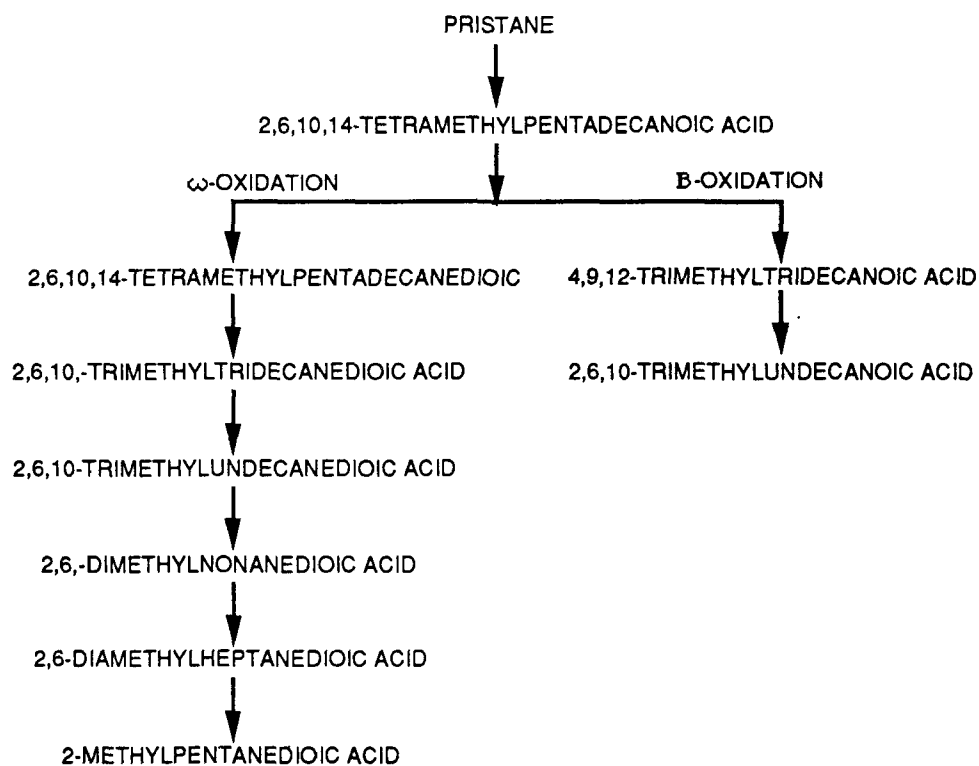 PRISTANE
2,6,10,14-TETRAMETHYLPENTADECANOIC ACID
ω-OXIDATION
B-OXIDATION
2,6,10,14-TETRAMETHYLPENTADECANEDIOIC
4,9,12-TRIMETHYLTRIDECANOIC ACID
2,6,10,-TRIMETHYLTRIDECANEDIOIC ACID
2,6,10-TRIMETHYLUNDECANOIC ACID
2,6,10-TRIMETHYLUNDECANEDIOIC ACID
2,6,-DIMETHYLNONANEDIOIC ACID
2,6-DIAMETHYLHEPTANEDIOIC ACID
2-METHYLPENTANEDIOIC ACID